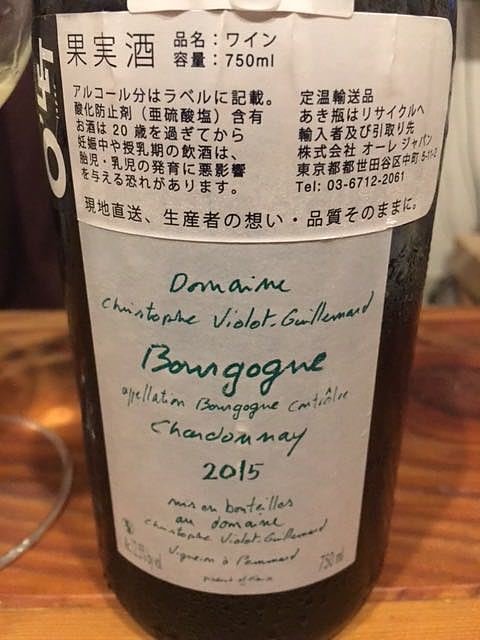 果実酒 品名：ワイン
容量：750ml
アルコール分はラベルに記載。
酸化防止剤（亜硫酸塩）含有
お酒は 20 歳を過ぎてから
妊娠中や授乳期の飲酒は、
胎児・乳児の発育に悪影響
を与える恐れがあります。
定温輸送品
あき瓶はリサイクルへ
輸入者及び引取り先
株式会社 オーレ ジャパン
東京都都世田谷区中町 5-11-2
Tel: 03-6712-2061
現地直送、生産者の想い・品質そのままに。
Domaine
Christophe Violot-Guillemard
Bourgogne
appellation Bourgogne Contrôlée
Chardonnay
2015
mis en bouteilles
au domaine
Christophe Violot-Guillemard
Vigneron à Pommard
750 ml
product of France